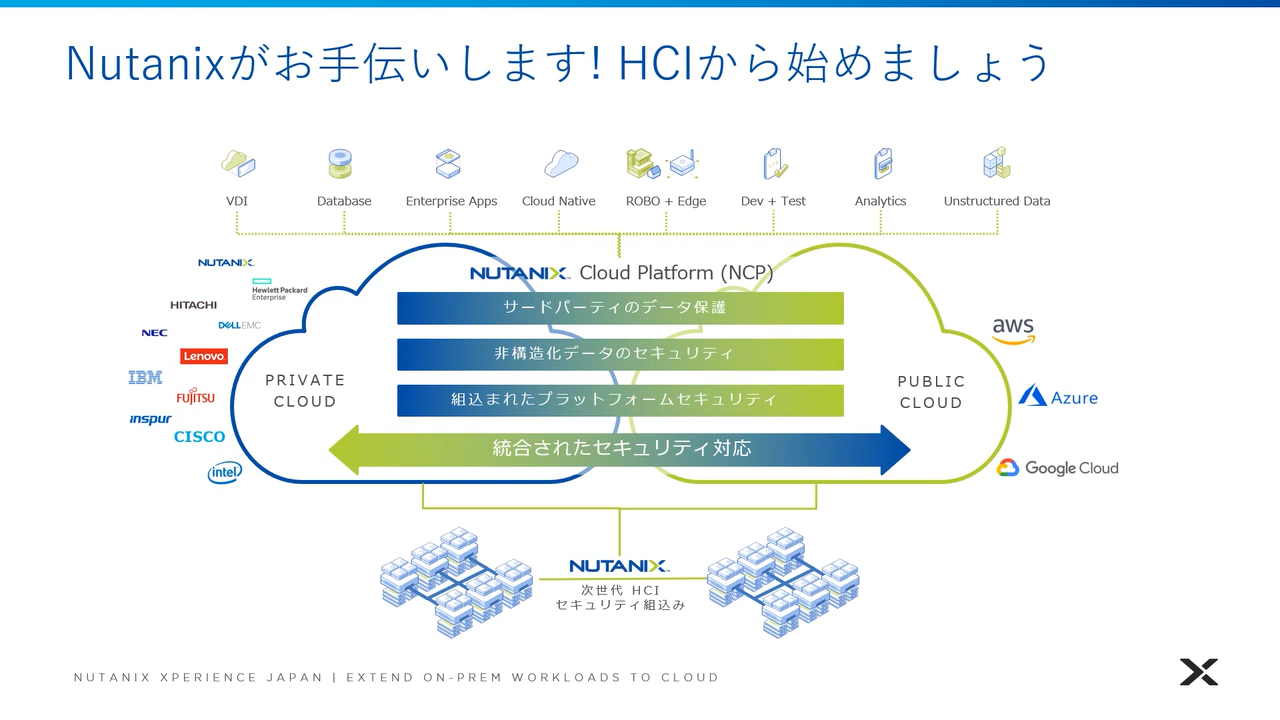 Nutanixがお手伝いします! HCIから始めましょう
VDI
Database
Enterprise Apps
Cloud Native
ROBO + Edge
Dev + Test
Analytics
Unstructured Data
NUTANIX
Hewlett Packard
Enterprise
HITACHI
DELLEMC
NEC
Lenovo
IBM
FUJITSU
inspur
CISCO
intel
PRIVATE
CLOUD
NUTANIX Cloud Platform (NCP)
サードパーティのデータ保護
非構造化データのセキュリティ
組込まれたプラットフォームセキュリティ
統合されたセキュリティ対応
PUBLIC
CLOUD
aws
Azure
Google Cloud
NUTANIX
次世代 HCI
セキュリティ組込み
NUTANIX XPERIENCE JAPAN | EXTEND ON-PREM WORKLOADS TO CLOUD